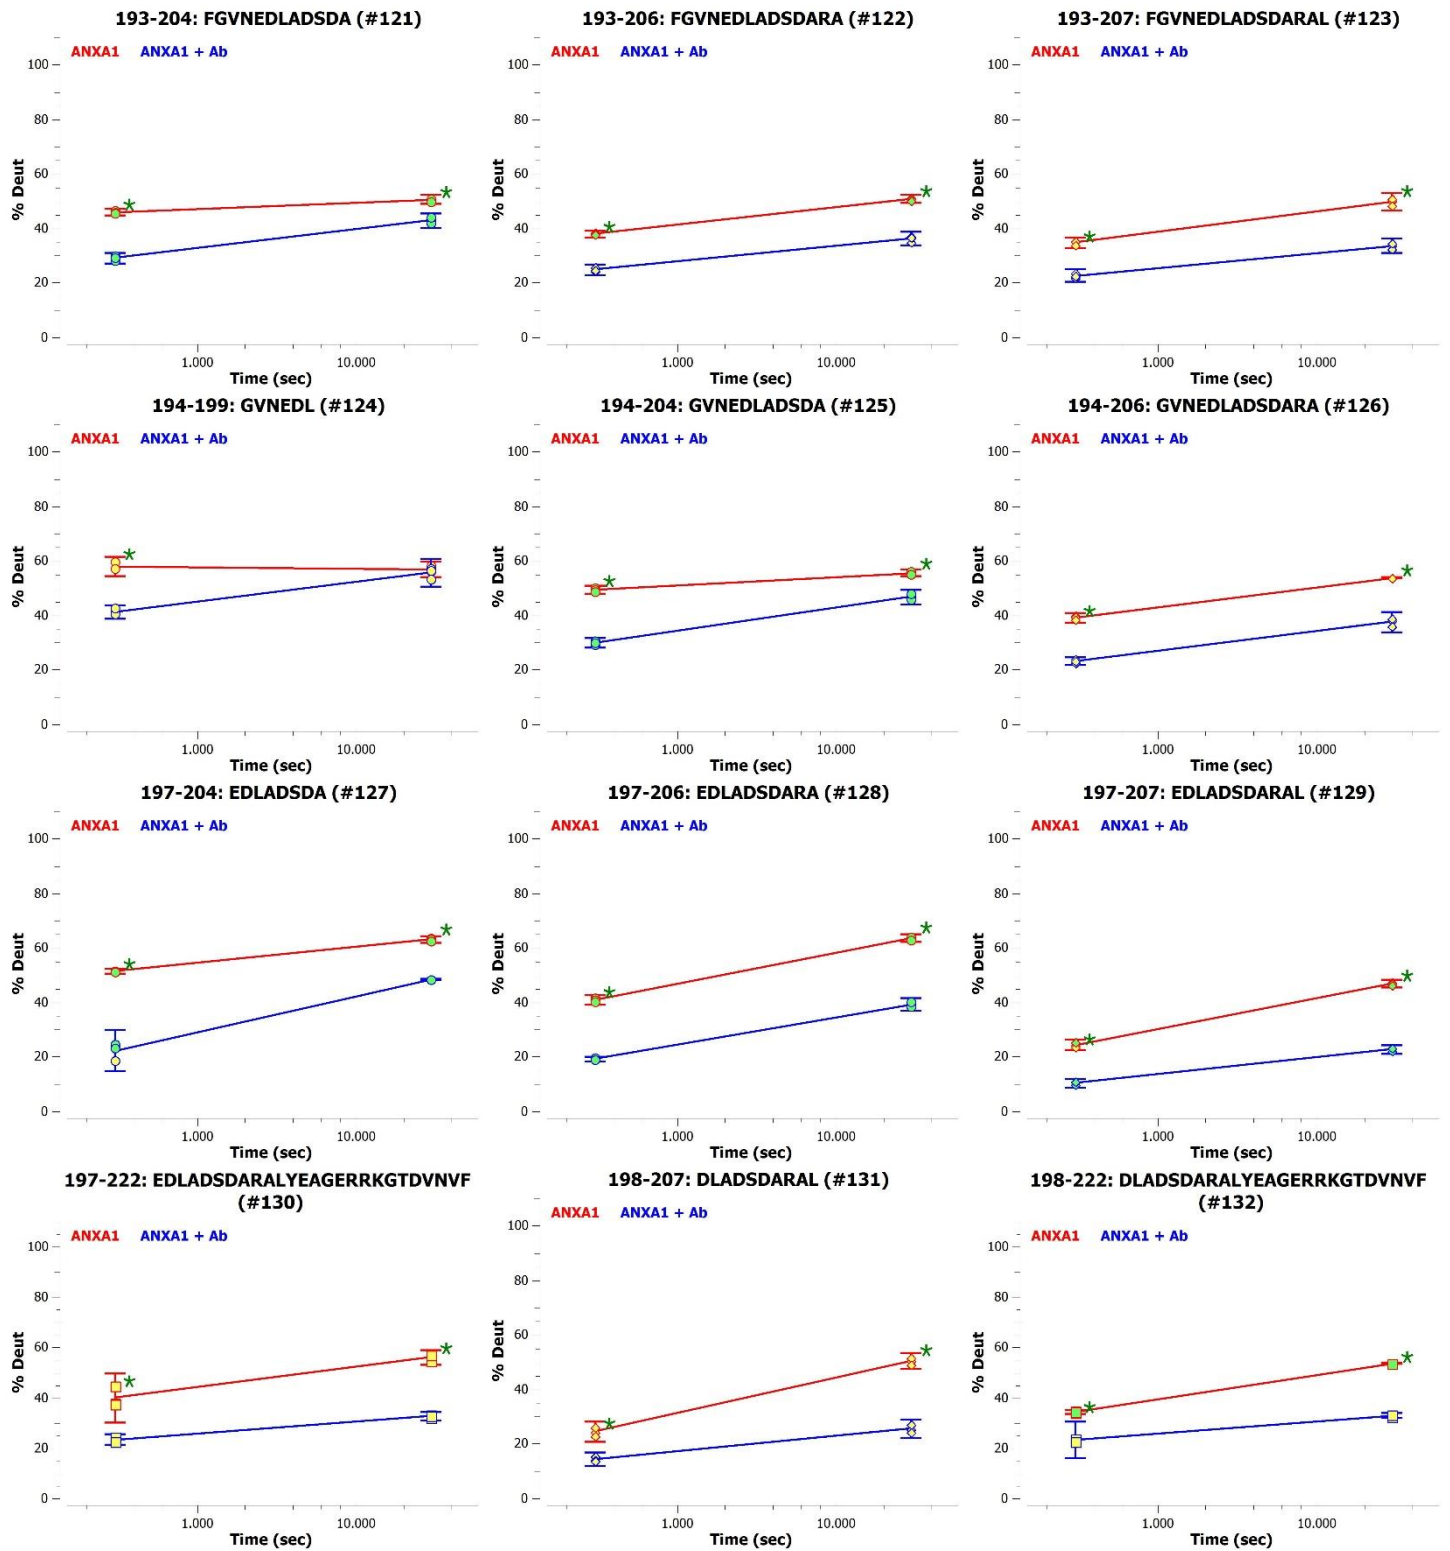 193-204: FGVNEDLADSDA (#121)
ANXA1 ANXA1 + Ab
100
80
60
40
20
0
% Deut
1.000 10.000
Time (sec)
193-206: FGVNEDLADSDARA (#122)
ANXA1 ANXA1 + Ab
100
80
60
40
20
0
% Deut
1.000 10.000
Time (sec)
193-207: FGVNEDLADSDARAL (#123)
ANXA1 ANXA1 + Ab
100
80
60
40
20
0
% Deut
1.000 10.000
Time (sec)
194-199: GVNEDL (#124)
ANXA1 ANXA1 + Ab
100
80
60
40
20
0
% Deut
1.000 10.000
Time (sec)
194-204: GVNEDLADSDA (#125)
ANXA1 ANXA1 + Ab
100
80
60
40
20
0
% Deut
1.000 10.000
Time (sec)
194-206: GVNEDLADSDARA (#126)
ANXA1 ANXA1 + Ab
100
80
60
40
20
0
% Deut
1.000 10.000
Time (sec)
197-204: EDLADSDA (#127)
ANXA1 ANXA1 + Ab
100
80
60
40
20
0
% Deut
1.000 10.000
Time (sec)
197-206: EDLADSDARA (#128)
ANXA1 ANXA1 + Ab
100
80
60
40
20
0
% Deut
1.000 10.000
Time (sec)
197-207: EDLADSDARAL (#129)
ANXA1 ANXA1 + Ab
100
80
60
40
20
0
% Deut
1.000 10.000
Time (sec)
197-222: EDLADSDARALYEAGERRKGTDVNVF
(#130)
ANXA1 ANXA1 + Ab
100
80
60
40
20
0
% Deut
1.000 10.000
Time (sec)
198-207: DLADSDARAL (#131)
ANXA1 ANXA1 + Ab
100
80
60
40
20
0
% Deut
1.000 10.000
Time (sec)
198-222: DLADSDARALYEAGERRKGTDVNVF
(#132)
ANXA1 ANXA1 + Ab
100
80
60
40
20
0
% Deut
1.000 10.000
Time (sec)